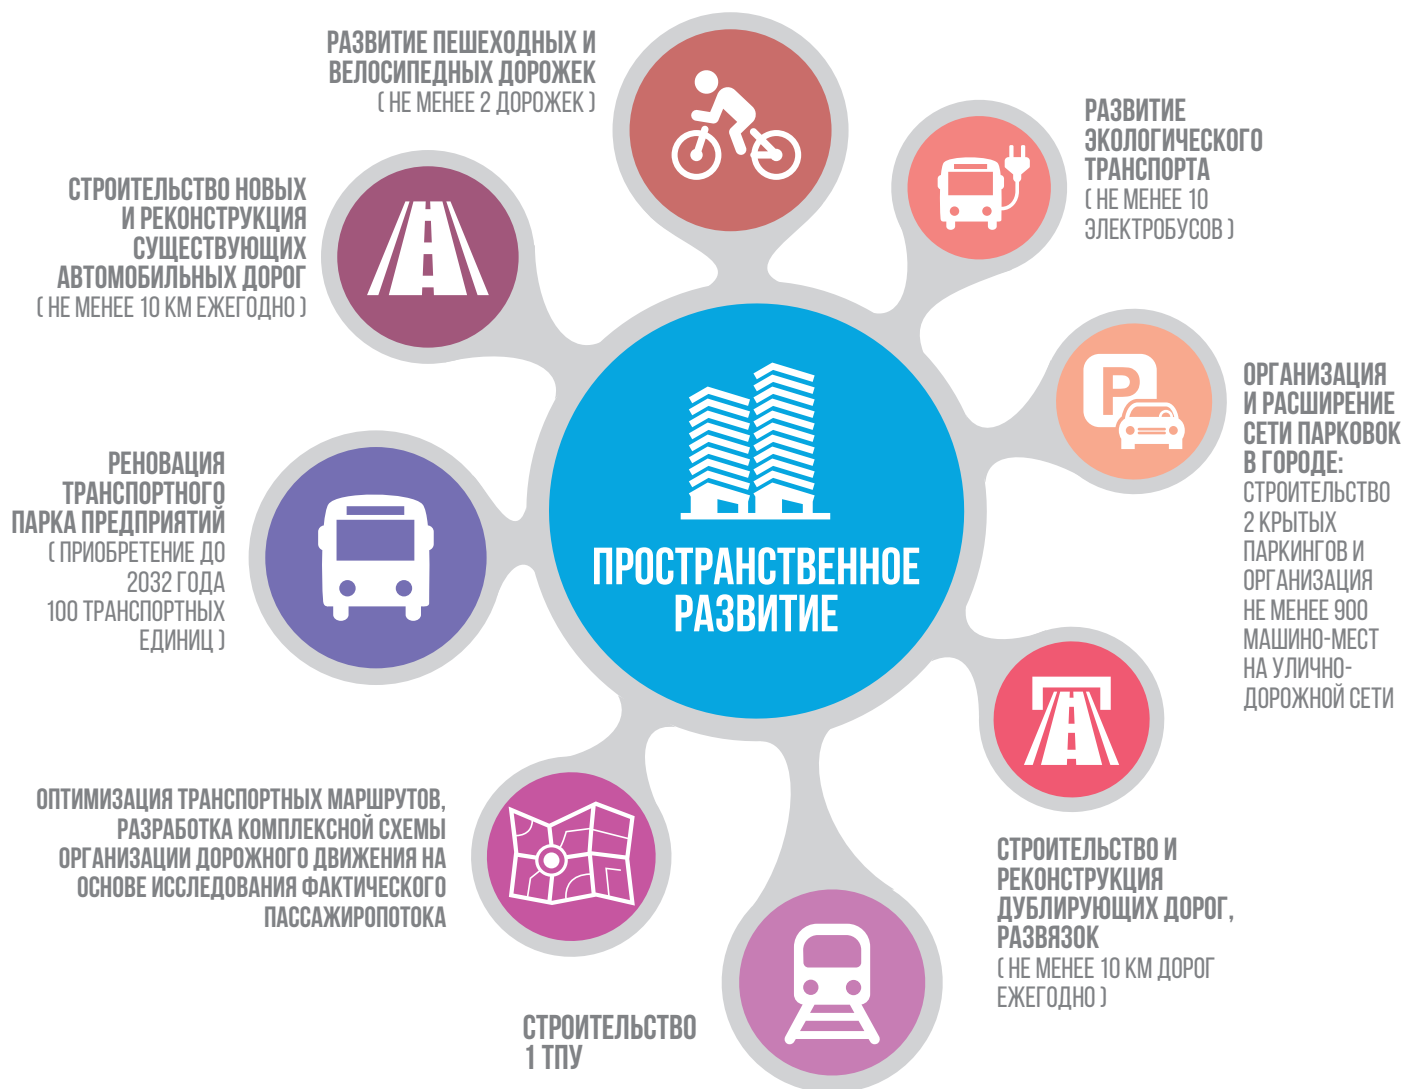 РАЗВИТИЕ ПЕШЕХОДНЫХ И
ВЕЛОСИПЕДНЫХ ДОРОЖЕК
( НЕ МЕНЕЕ 2 ДОРОЖЕК )
РАЗВИТИЕ
ЭКОЛОГИЧЕСКОГО
ТРАНСПОРТА
( НЕ МЕНЕЕ 10
ЭЛЕКТРОБУСОВ )
СТРОИТЕЛЬСТВО НОВЫХ
И РЕКОНСТРУКЦИЯ
СУЩЕСТВУЮЩИХ
АВТОМОБИЛЬНЫХ ДОРОГ
( НЕ МЕНЕЕ 10 КМ ЕЖЕГОДНО )
P
ОРГАНИЗАЦИЯ
И РАСШИРЕНИЕ
СЕТИ ПАРКОВОК
В ГОРОДЕ:
СТРОИТЕЛЬСТВО
2 КРЫТЫХ
ПАРКИНГОВ И
ОРГАНИЗАЦИЯ
НЕ МЕНЕЕ 900
МАШИНО-МЕСТ
НА УЛИЧНО-
ДОРОЖНОЙ СЕТИ
РЕНОВАЦИЯ
ТРАНСПОРТНОГО
ПАРКА ПРЕДПРИЯТИЙ
( ПРИОБРЕТЕНИЕ ДО
2032 ГОДА
100 ТРАНСПОРТНЫХ
ЕДИНИЦ )
ПРОСТРАНСТВЕННОЕ
РАЗВИТИЕ
ОПТИМИЗАЦИЯ ТРАНСПОРТНЫХ МАРШРУТОВ,
РАЗРАБОТКА КОМПЛЕКСНОЙ СХЕМЫ
ОРГАНИЗАЦИИ ДОРОЖНОГО ДВИЖЕНИЯ НА
ОСНОВЕ ИССЛЕДОВАНИЯ ФАКТИЧЕСКОГО
ПАССАЖИРОПОТОКА
СТРОИТЕЛЬСТВО И
РЕКОНСТРУКЦИЯ
ДУБЛИРУЮЩИХ ДОРОГ,
РАЗВЯЗОК
( НЕ МЕНЕЕ 10 КМ ДОРОГ
ЕЖЕГОДНО )
СТРОИТЕЛЬСТВО
1 ТПУ